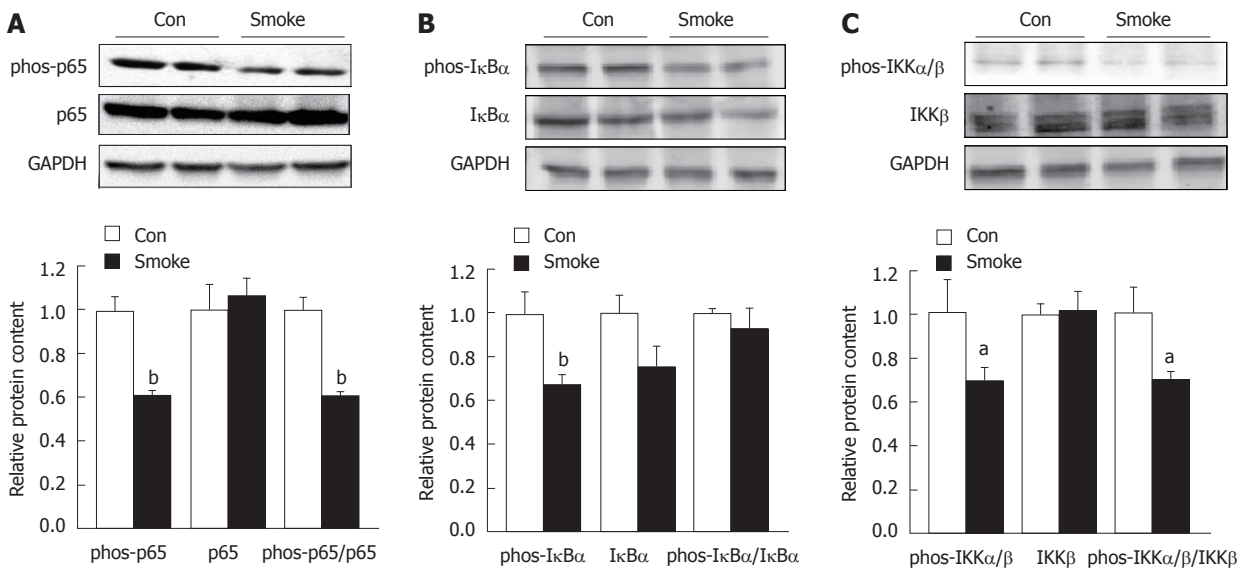 A
Con
Smoke
phos-p65
p65
GAPDH
Con
Smoke
Relative protein content
1.2
1.0
0.8
0.6
0.4
0.2
0.0
b
b
phos-p65
p65
phos-p65/p65
B
Con
Smoke
phos-IκBα
IκBα
GAPDH
Con
Smoke
Relative protein content
1.2
1.0
0.8
0.6
0.4
0.2
0.0
b
phos-IκBα
IκBα
phos-IκBα/IκBα
C
Con
Smoke
phos-IKKα/β
IKKβ
GAPDH
Con
Smoke
Relative protein content
1.2
1.0
0.8
0.6
0.4
0.2
0.0
a
a
phos-IKKα/β
IKKβ
phos-IKKα/β/IKKβ